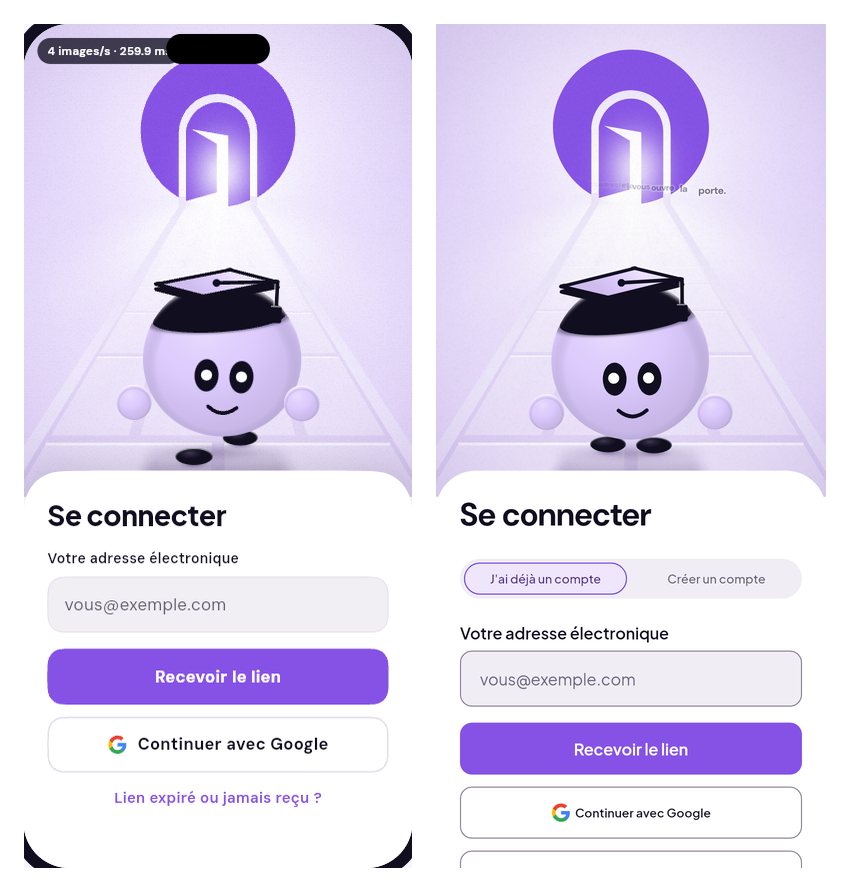 4 images/s · 259.9 m
vous ouvre la porte.
Se connecter
Votre adresse électronique
vous@exemple.com
Recevoir le lien
Continuer avec Google
Lien expiré ou jamais reçu ?
Se connecter
J'ai déjà un compte
Créer un compte
Votre adresse électronique
vous@exemple.com
Recevoir le lien
Continuer avec Google